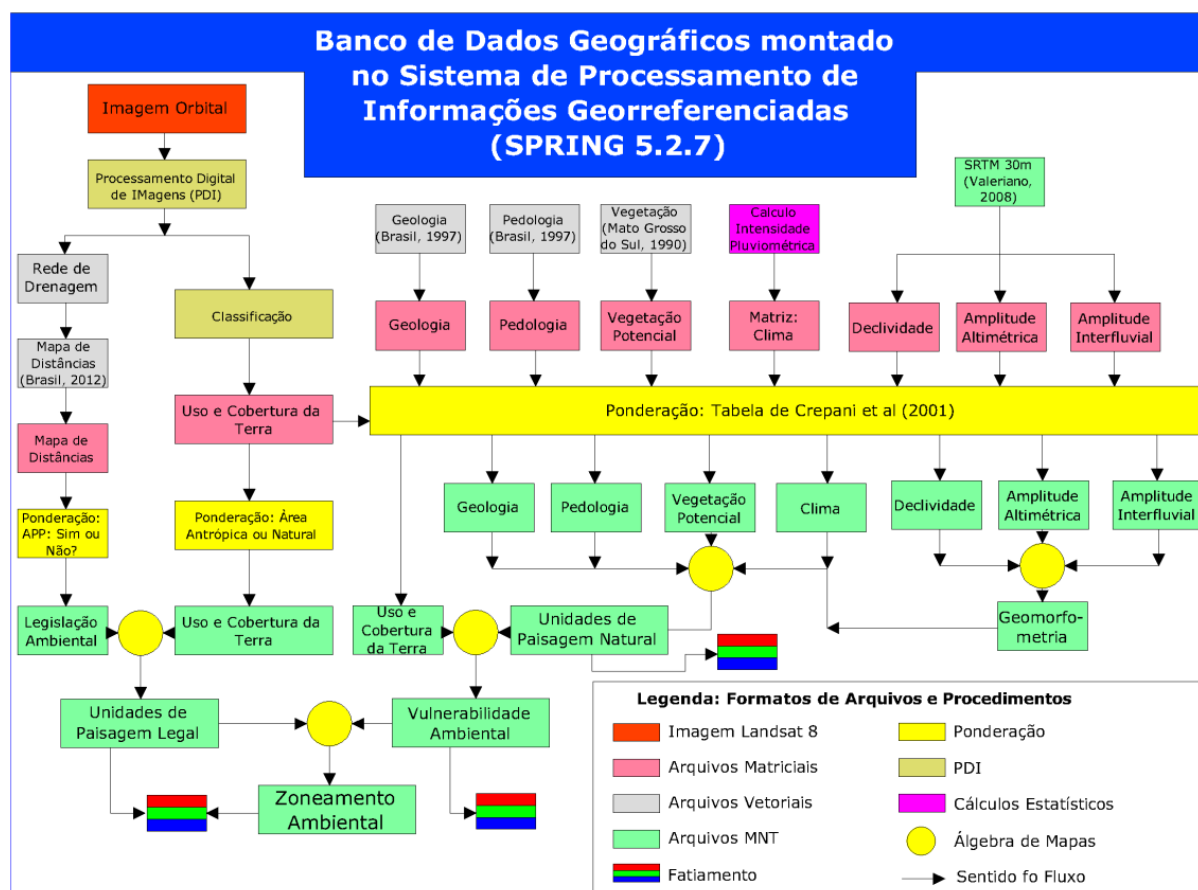 Banco de Dados Geográficos montado
no Sistema de Processamento de
Informações Georreferenciadas
(SPRING 5.2.7)
Imagem Orbital
Processamento Digital
de IMagens (PDI)
SRTM 30m
(Valeriano,
2008)
Geologia
(Brasil, 1997)
Pedologia
(Brasil, 1997)
Vegetação
(Mato Grosso
do Sul, 1990)
Calculo
Intensidade
Pluviométrica
Rede de
Drenagem
Classificação
Geologia
Pedologia
Vegetação
Potencial
Matriz:
Clima
Declividade
Amplitude
Altimétrica
Amplitude
Interfluvial
Mapa de
Distâncias
(Brasil, 2012)
Uso e Cobertura da
Terra
Ponderação: Tabela de Crepani et al (2001)
Mapa de
Distâncias
Geologia
Pedologia
Vegetação
Potencial
Clima
Declividade
Amplitude
Altimétrica
Amplitude
Interfluvial
Ponderação:
APP: Sim ou
Não?
Ponderação: Área
Antrópica ou Natural
Legislação
Ambiental
Uso e Cobertura da
Terra
Uso e
Cobertura
da Terra
Unidades de
Paisagem Natural
Geomorfo-
metria
Unidades de
Paisagem Legal
Vulnerabilidade
Ambiental
Zoneamento
Ambiental
Legenda: Formatos de Arquivos e Procedimentos
Imagem Landsat 8
Ponderação
Arquivos Matriciais
PDI
Arquivos Vetoriais
Cálculos Estatísticos
Arquivos MNT
Álgebra de Mapas
Fatiamento
Sentido fo Fluxo